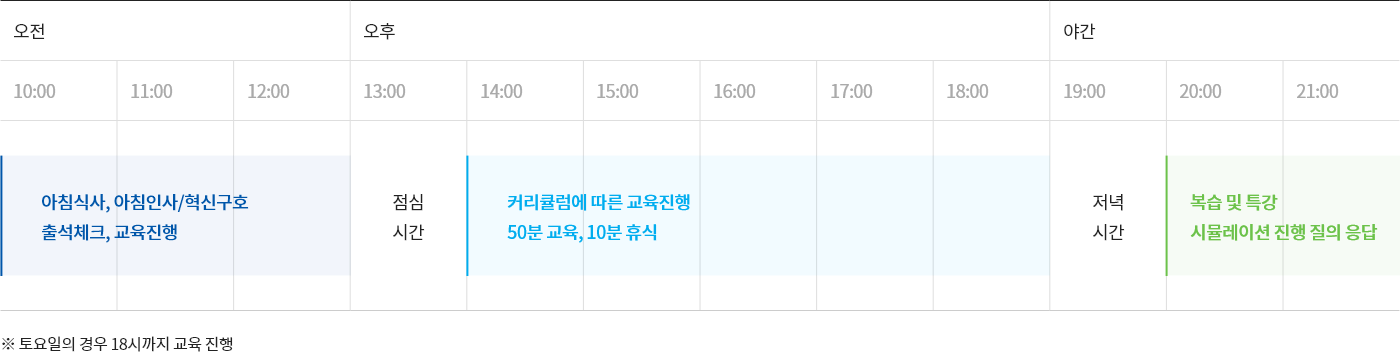 오전 오후 야간
10:00 11:00 12:00 13:00 14:00 15:00 16:00 17:00 18:00 19:00 20:00 21:00
아침식사, 아침인사/혁신구호
출석체크, 교육진행
점심
시간
커리큘럼에 따른 교육진행
50분 교육, 10분 휴식
저녁
시간
복습 및 특강
시뮬레이션 진행 질의 응답
※ 토요일의 경우 18시까지 교육 진행